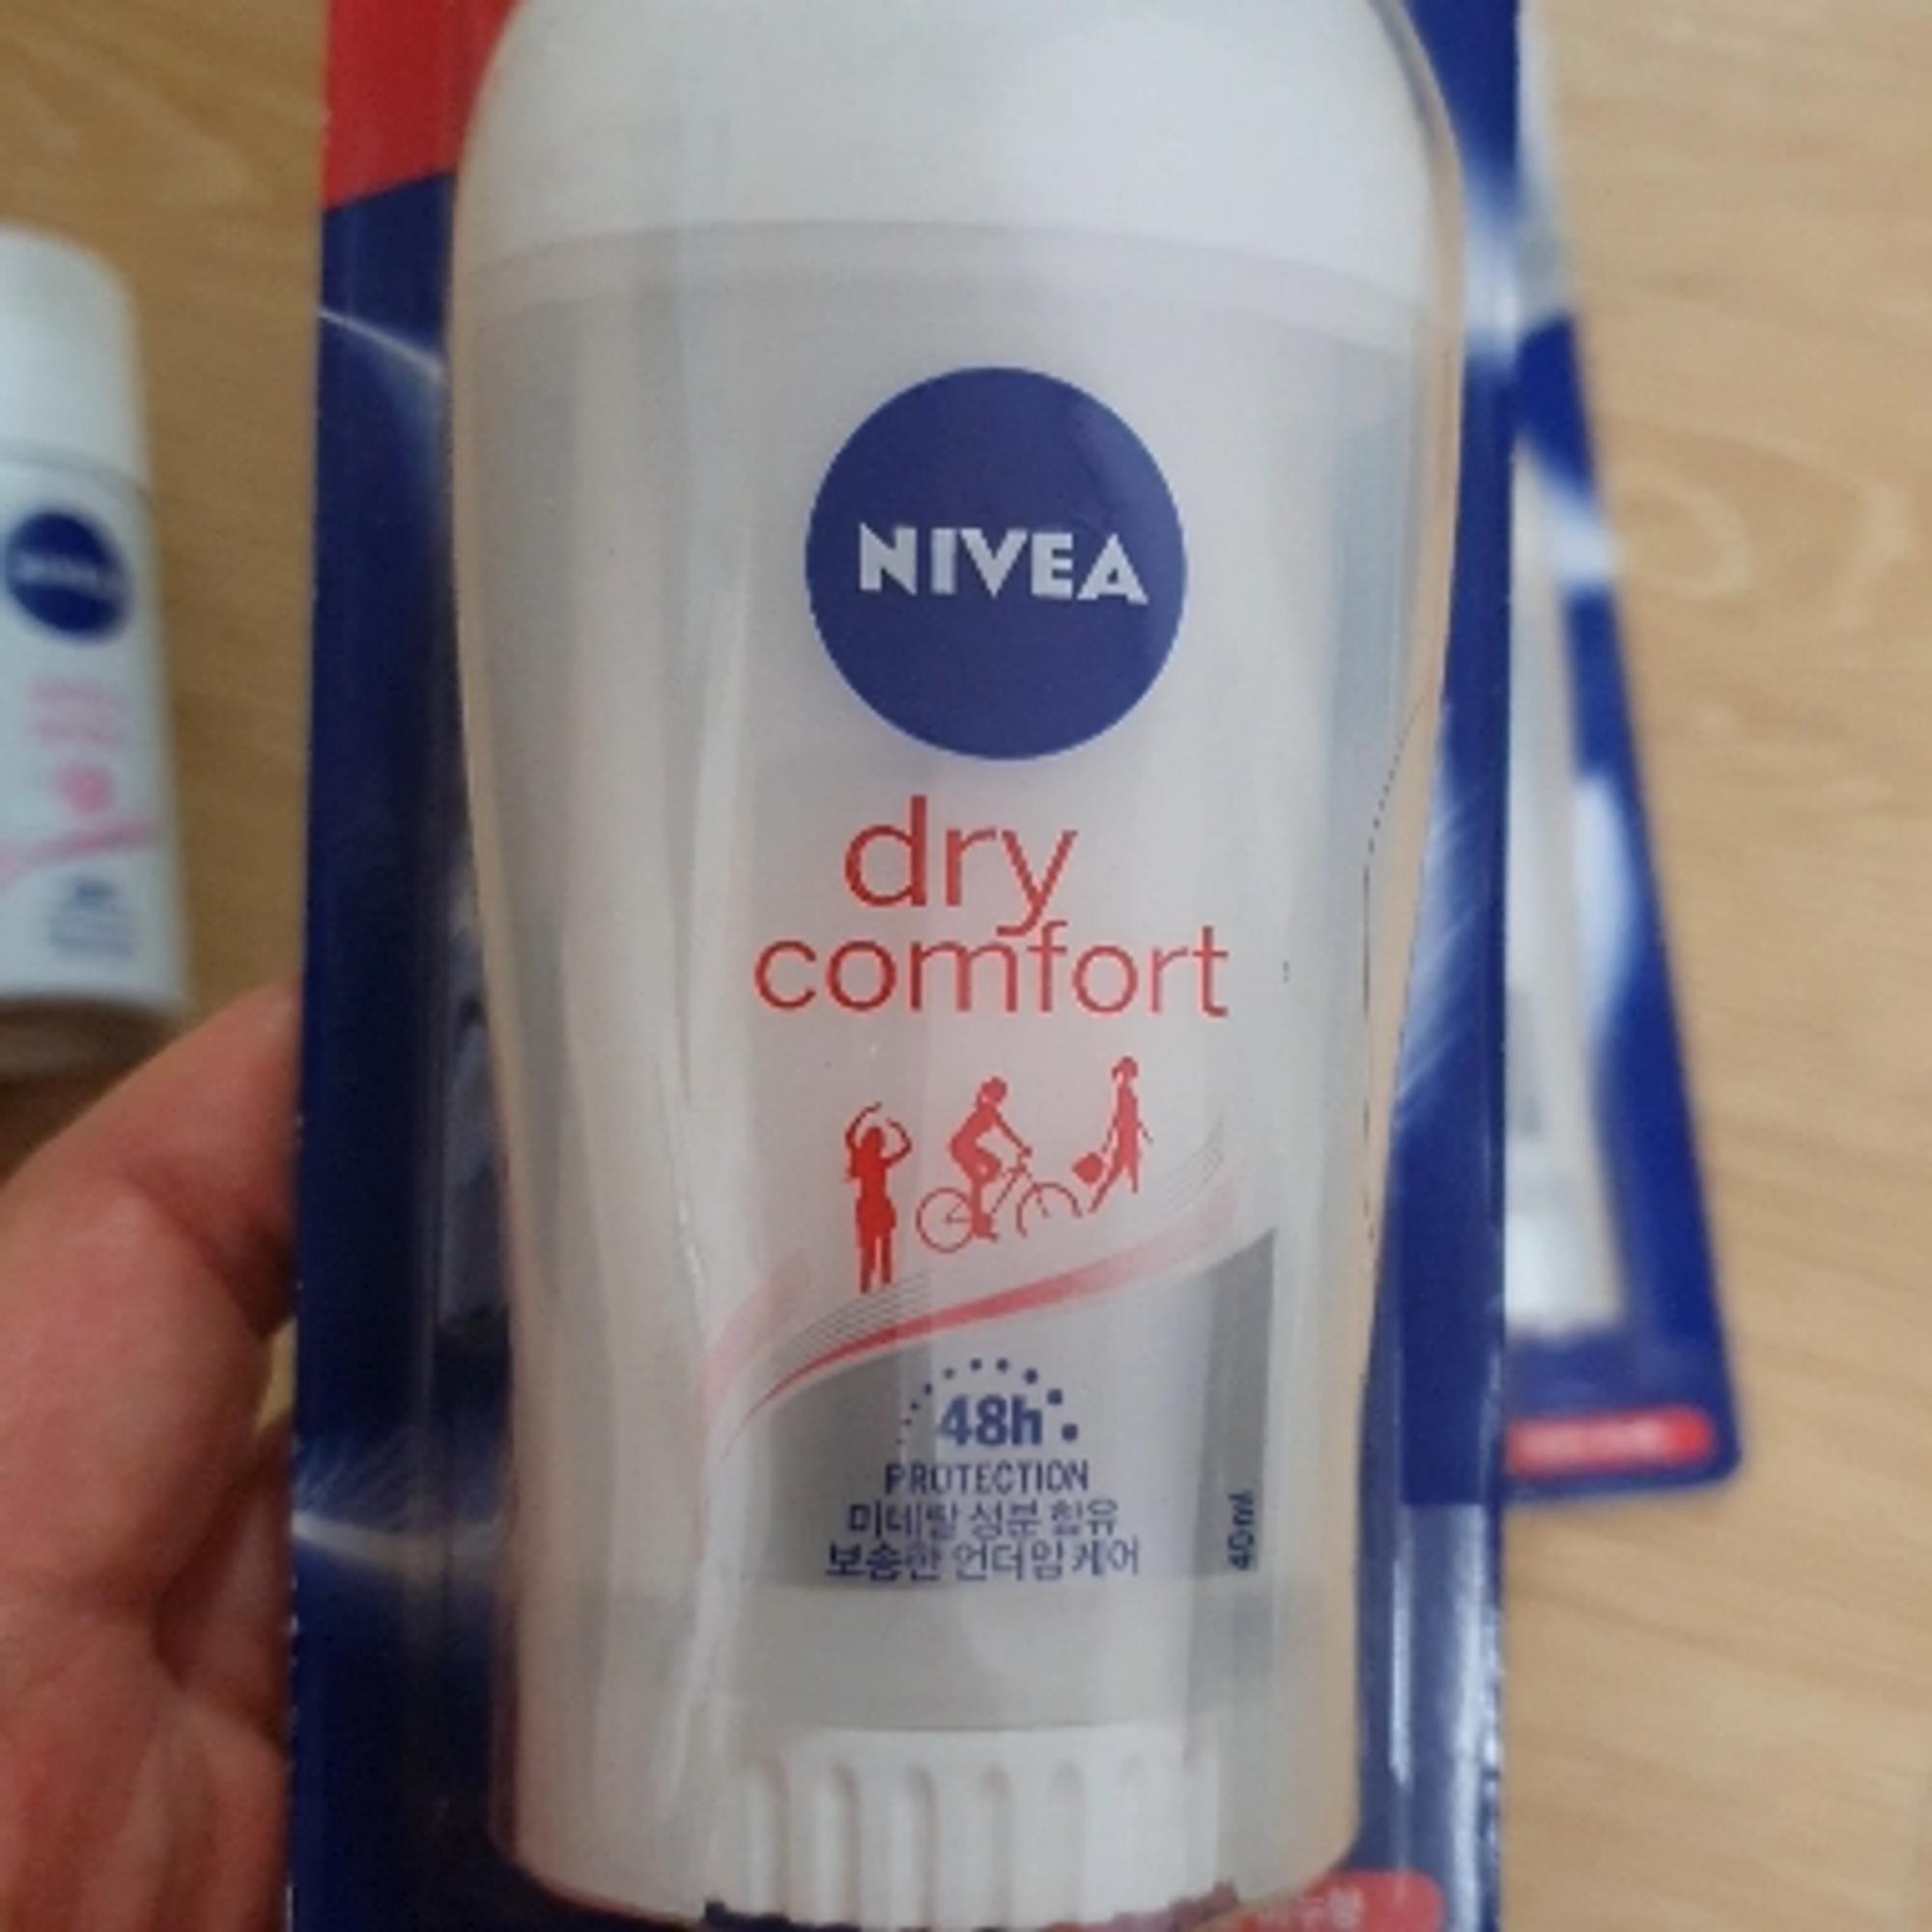 NIVEA
dry
comfort
48h
PROTECTION
미네랄 성분 함유
보송한 언더암 케어
40ml